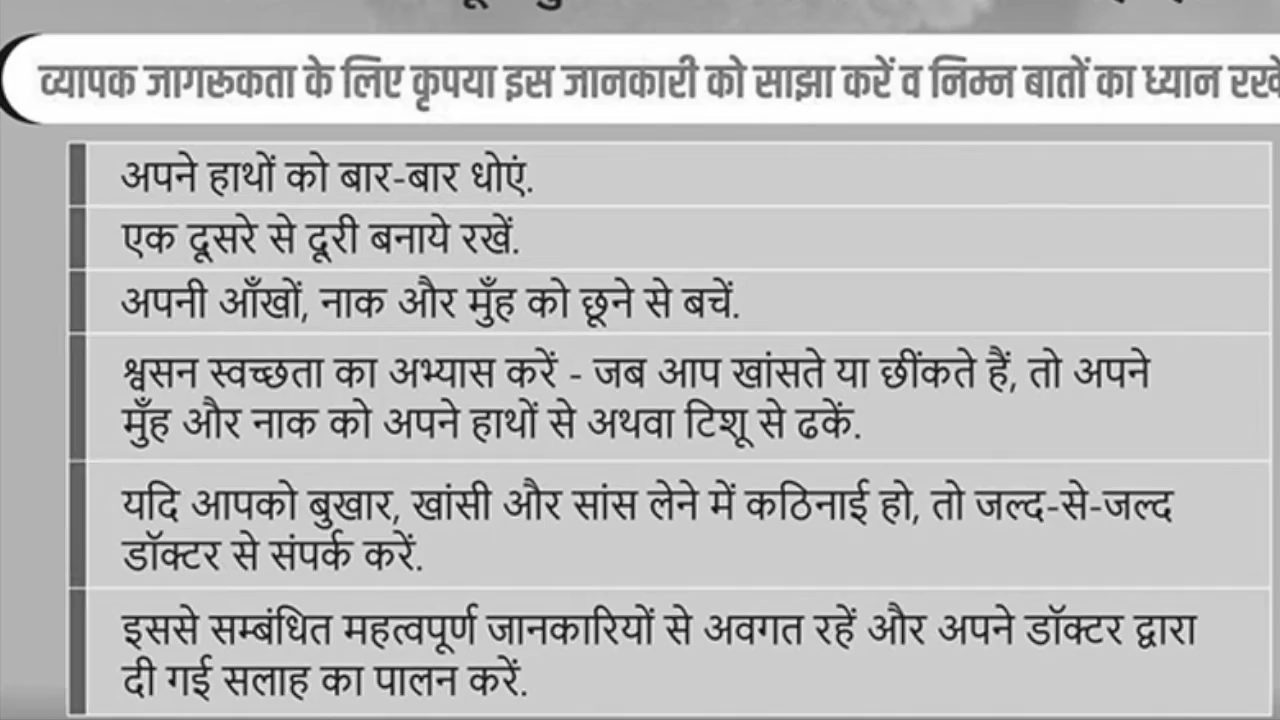 व्यापक जागरूकता के लिए कृपया इस जानकारी को साझा करें व निम्न बातों का ध्यान रखें
अपने हाथों को बार-बार धोएं.
एक दूसरे से दूरी बनाये रखें.
अपनी आँखों, नाक और मुँह को छूने से बचें.
श्वसन स्वच्छता का अभ्यास करें - जब आप खांसते या छींकते हैं, तो अपने
मुँह और नाक को अपने हाथों से अथवा टिशू से ढकें.
यदि आपको बुखार, खांसी और सांस लेने में कठिनाई हो, तो जल्द-से-जल्द
डॉक्टर से संपर्क करें.
इससे सम्बंधित महत्वपूर्ण जानकारियों से अवगत रहें और अपने डॉक्टर द्वारा
दी गई सलाह का पालन करें.